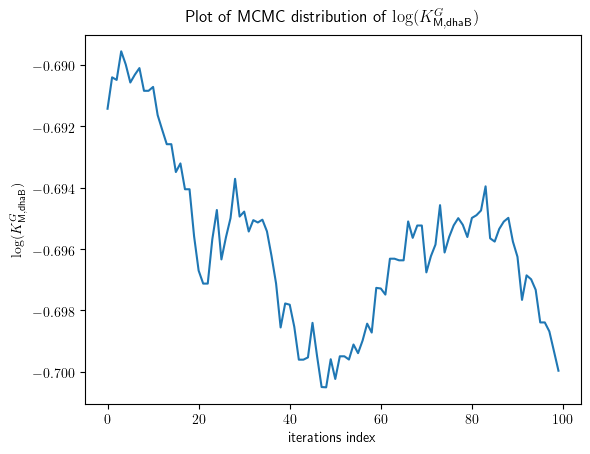 Plot of MCMC distribution of log(K^G_{M,dhaB})
−0.690
−0.692
−0.694
−0.696
−0.698
−0.700
log(K^G_{M,dhaB})
0 20 40 60 80 100
iterations index